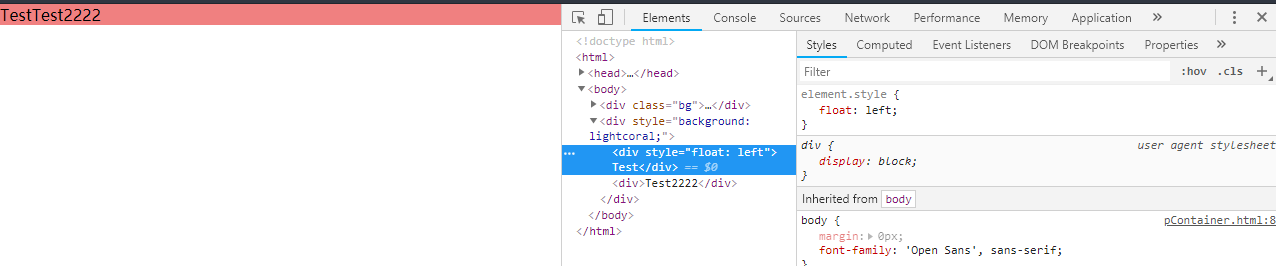 TestTest2222
Elements Console Sources Network Performance Memory Application »
<!doctype html>
<html>
<head>…</head>
<body>
<div class="bg">…</div>
<div style="background:
lightcoral;">
… <div style="float: left">
Test</div> == $0
<div>Test2222</div>
</div>
</body>
</html>
Styles Computed Event Listeners DOM Breakpoints Properties »
Filter :hov .cls +
element.style {
float: left;
}
div { user agent stylesheet
display: block;
}
Inherited from body
body { pContainer.html:8
margin: 0px;
font-family: 'Open Sans', sans-serif;
}